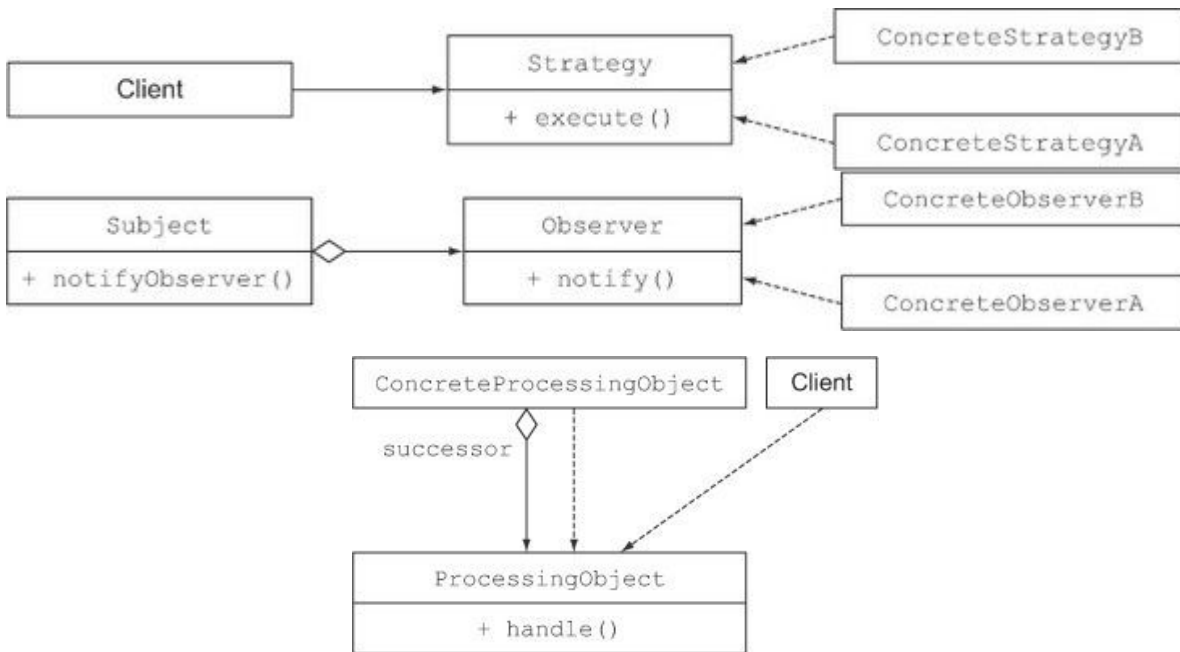 Client
Strategy
+ execute()
ConcreteStrategyB
ConcreteStrategyA
Subject
+ notifyObserver()
Observer
+ notify()
ConcreteObserverB
ConcreteObserverA
ConcreteProcessingObject
Client
successor
ProcessingObject
+ handle()